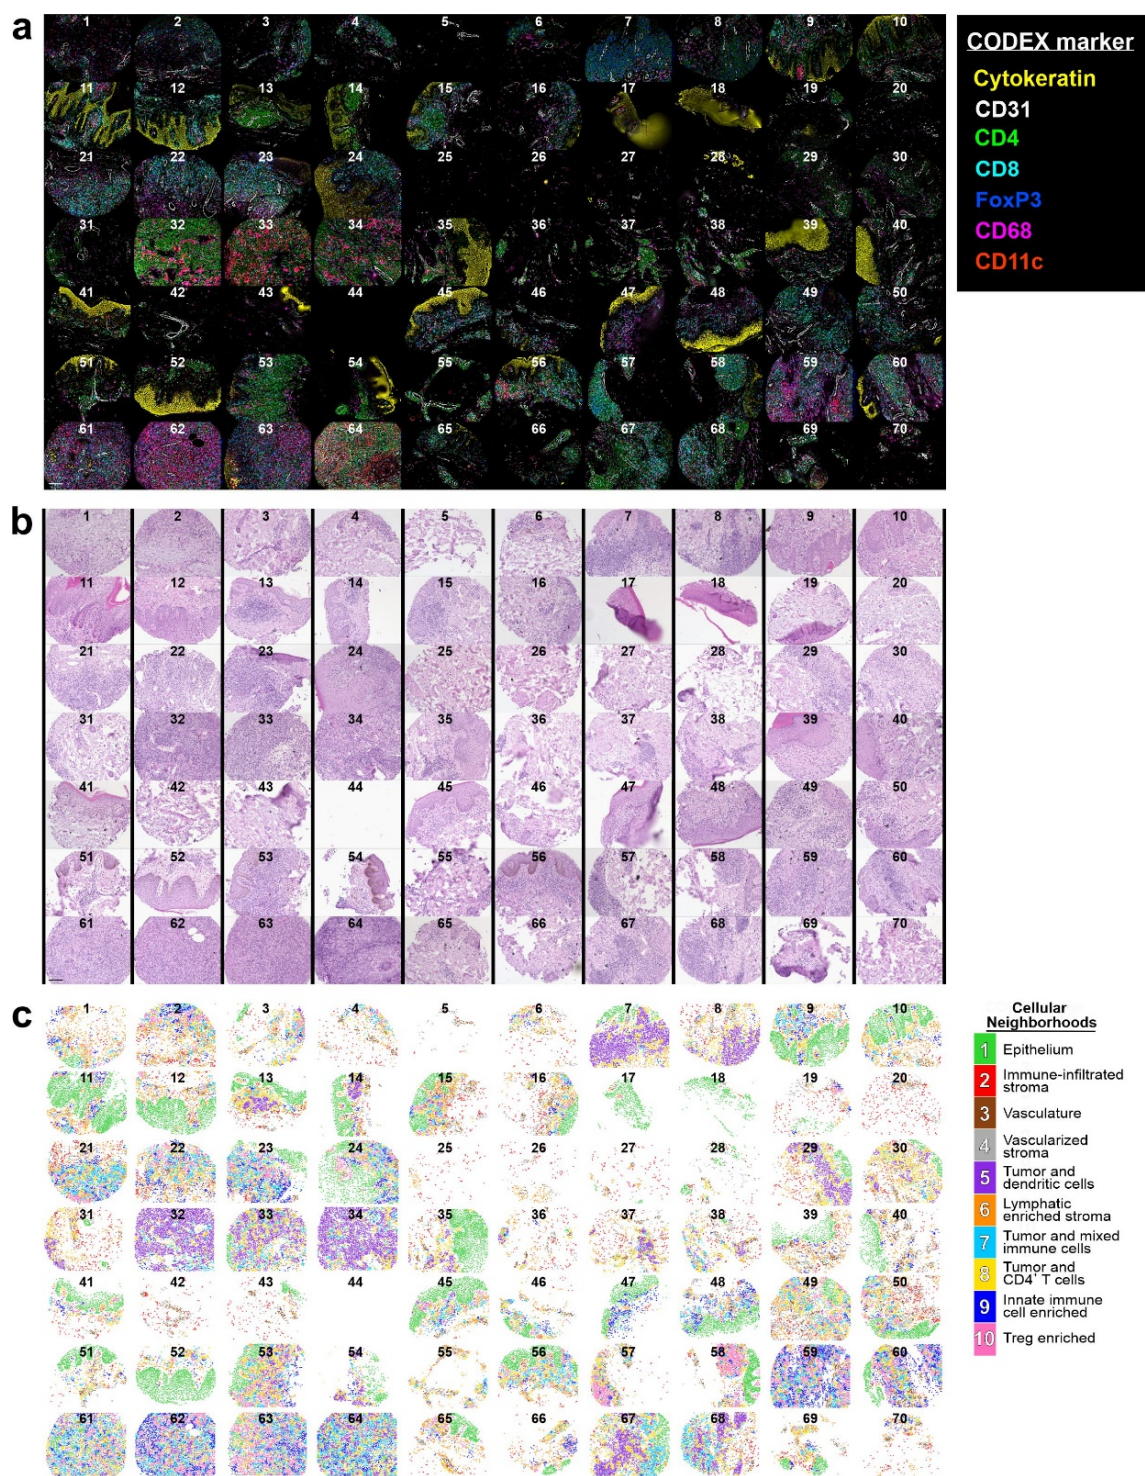 a
1 2 3 4 5 6 7 8 9 10
11 12 13 14 15 16 17 18 19 20
21 22 23 24 25 26 27 28 29 30
31 32 33 34 35 36 37 38 39 40
41 42 43 44 45 46 47 48 49 50
51 52 53 54 55 56 57 58 59 60
61 62 63 64 65 66 67 68 69 70
CODEX marker
Cytokeratin
CD31
CD4
CD8
FoxP3
CD68
CD11c
b
1 2 3 4 5 6 7 8 9 10
11 12 13 14 15 16 17 18 19 20
21 22 23 24 25 26 27 28 29 30
31 32 33 34 35 36 37 38 39 40
41 42 43 44 45 46 47 48 49 50
51 52 53 54 55 56 57 58 59 60
61 62 63 64 65 66 67 68 69 70
c
1 2 3 4 5 6 7 8 9 10
11 12 13 14 15 16 17 18 19 20
21 22 23 24 25 26 27 28 29 30
31 32 33 34 35 36 37 38 39 40
41 42 43 44 45 46 47 48 49 50
51 52 53 54 55 56 57 58 59 60
61 62 63 64 65 66 67 68 69 70
Cellular
Neighborhoods
1 Epithelium
2 Immune-infiltrated
stroma
3 Vasculature
4 Vascularized
stroma
5 Tumor and
dendritic cells
6 Lymphatic
enriched stroma
7 Tumor and mixed
immune cells
8 Tumor and
CD4⁺ T cells
9 Innate immune
cell enriched
10 Treg enriched